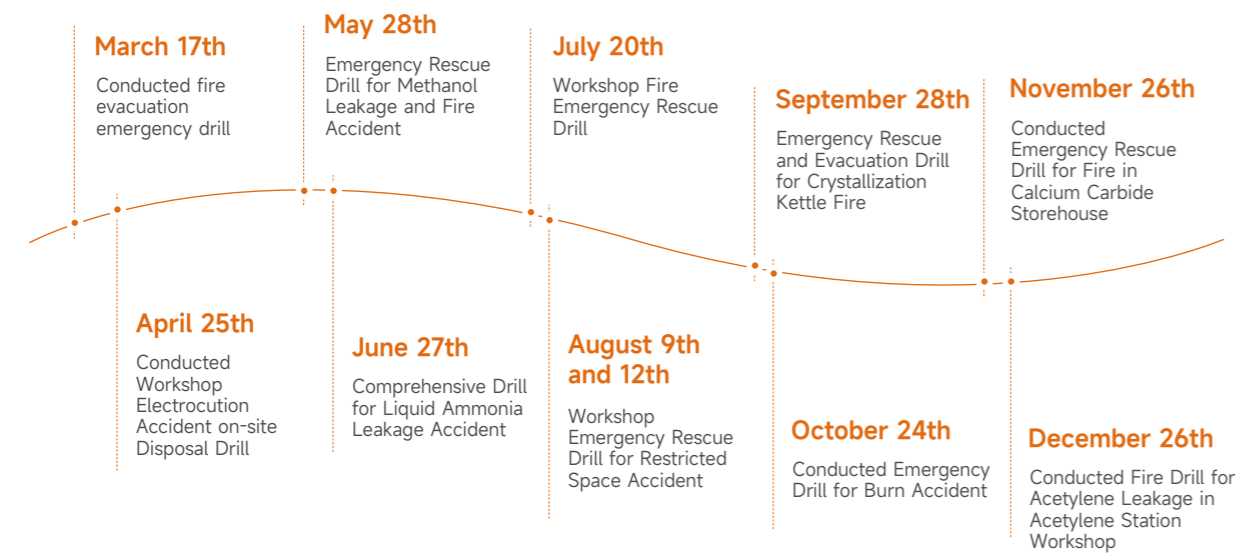 March 17th
Conducted fire
evacuation
emergency drill
April 25th
Conducted
Workshop
Electrocution
Accident on-site
Disposal Drill
May 28th
Emergency Rescue
Drill for Methanol
Leakage and Fire
Accident
June 27th
Comprehensive Drill
for Liquid Ammonia
Leakage Accident
July 20th
Workshop Fire
Emergency Rescue
Drill
August 9th
and 12th
Workshop
Emergency Rescue
Drill for Restricted
Space Accident
September 28th
Emergency Rescue
and Evacuation Drill
for Crystallization
Kettle Fire
October 24th
Conducted Emergency
Drill for Burn Accident
November 26th
Conducted
Emergency Rescue
Drill for Fire in
Calcium Carbide
Storehouse
December 26th
Conducted Fire Drill for
Acetylene Leakage in
Acetylene Station
Workshop